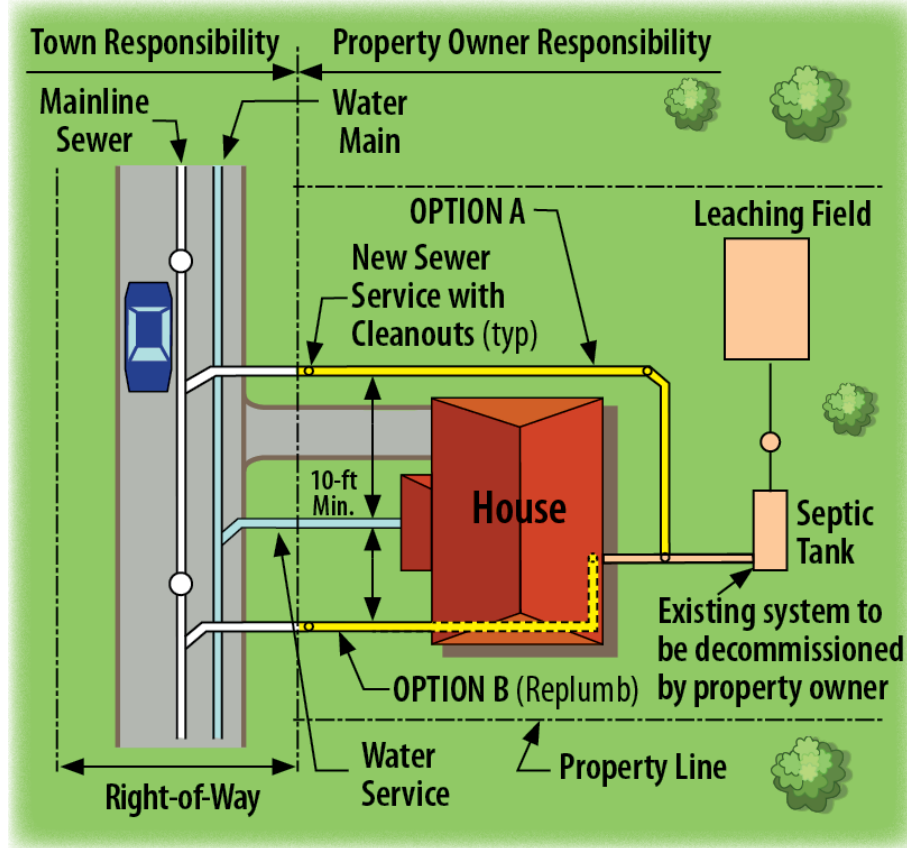 Town Responsibility
Property Owner Responsibility
Mainline
Sewer
Water
Main
OPTION A
Leaching Field
New Sewer
Service with
Cleanouts (typ)
10-ft
Min.
House
Septic
Tank
Existing system to
be decommissioned
by property owner
OPTION B (Replumb)
Water
Service
Property Line
Right-of-Way